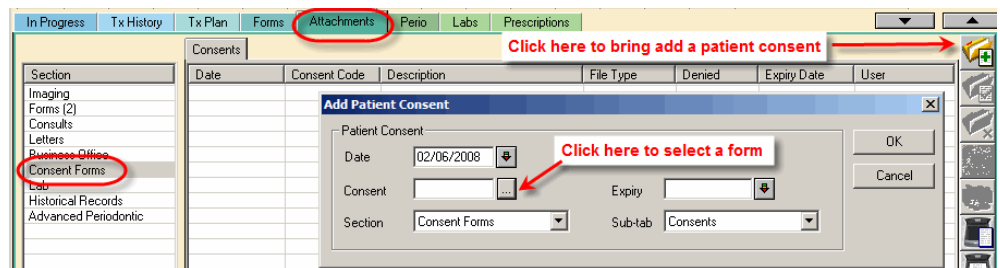 In Progress Tx History Tx Plan Forms Attachments Perio Labs Prescriptions
Consents
Click here to bring add a patient consent
Section Date Consent Code Description File Type Denied Expiry Date User
Imaging
Forms (2)
Consults
Letters
Business Office
Consent Forms
Lab
Historical Records
Advanced Periodontic
Add Patient Consent
Patient Consent
Date 02/06/2008
Click here to select a form
Consent ... Expiry
Section Consent Forms Sub-tab Consents
OK
Cancel